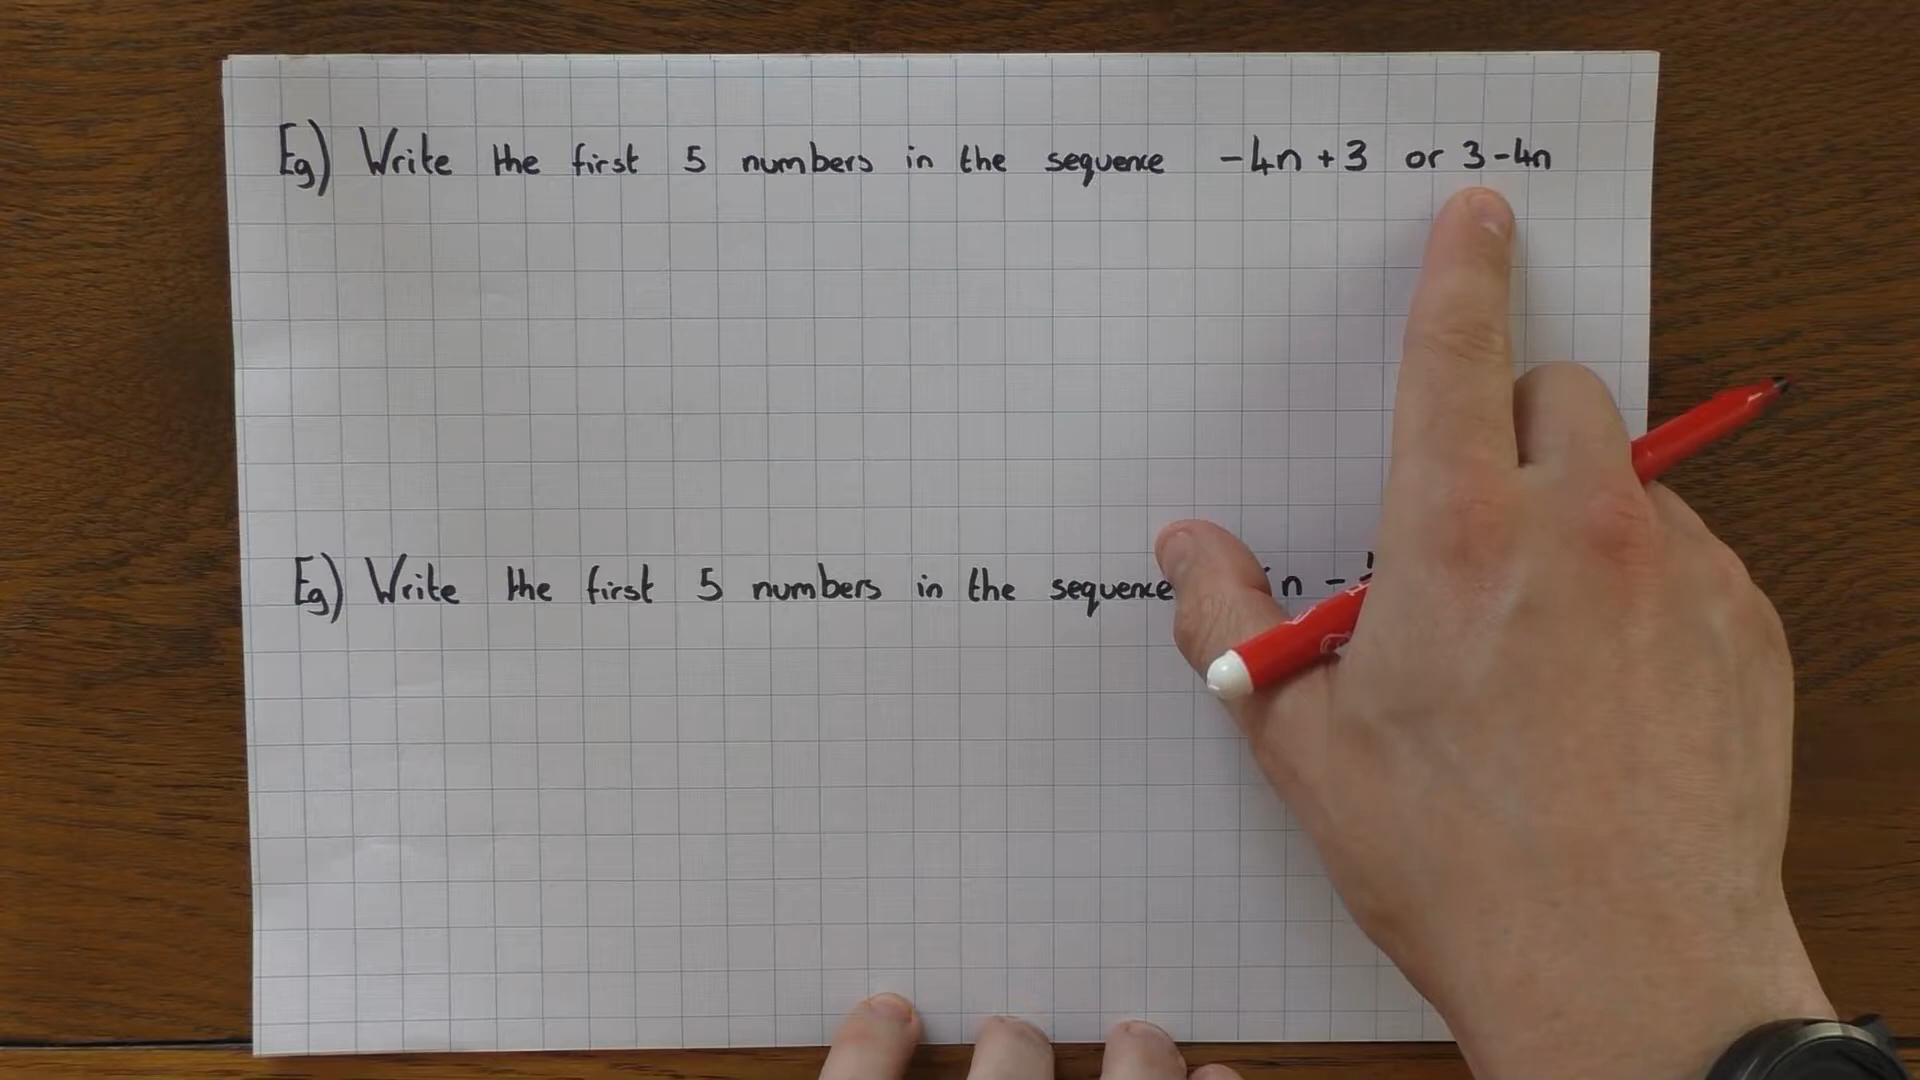 Eg) Write the first 5 numbers in the sequence -4n + 3 or 3-4n
Eg) Write the first 5 numbers in the sequence n -